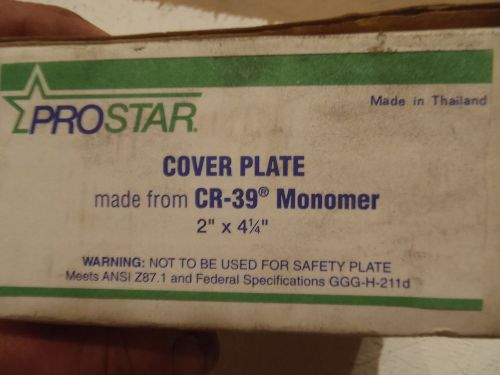 PROSTAR.
Made in Thailand
COVER PLATE
made from CR-39® Monomer
2" x 4¼"
WARNING: NOT TO BE USED FOR SAFETY PLATE
Meets ANSI Z87.1 and Federal Specifications GGG-H-211d